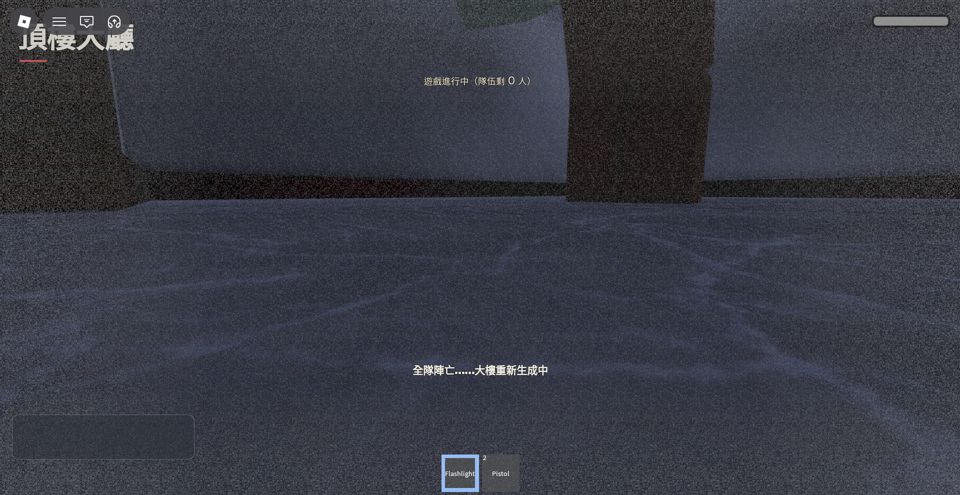 頂樓大廳
遊戲進行中（隊伍剩 0 人）
全隊陣亡......大樓重新生成中
Flashlight
2
Pistol